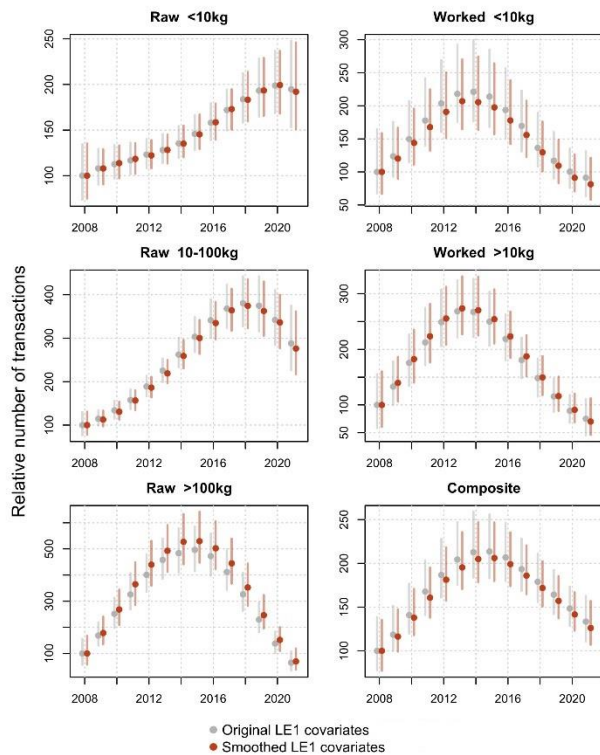 Raw <10kg
250
200
150
100
2008 2012 2016 2020
Worked <10kg
300
250
200
150
100
50
2008 2012 2016 2020
Raw 10-100kg
400
300
200
100
2008 2012 2016 2020
Worked >10kg
300
200
100
50
2008 2012 2016 2020
Raw >100kg
500
300
100
2008 2012 2016 2020
Composite
250
200
150
100
2008 2012 2016 2020
Relative number of transactions
Original LE1 covariates
Smoothed LE1 covariates